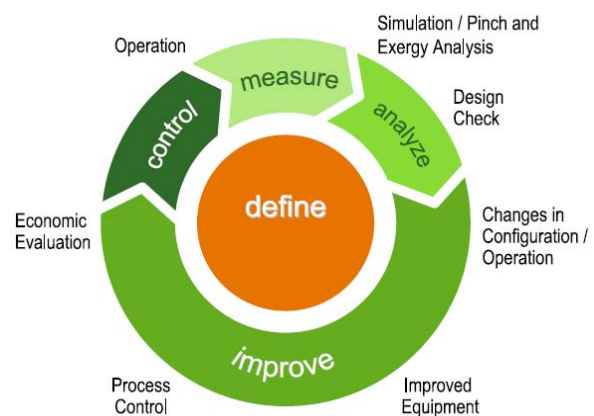 Operation
Simulation / Pinch and
Exergy Analysis
measure
Design
Check
analyze
control
define
Economic
Evaluation
Changes in
Configuration /
Operation
improve
Process
Control
Improved
Equipment